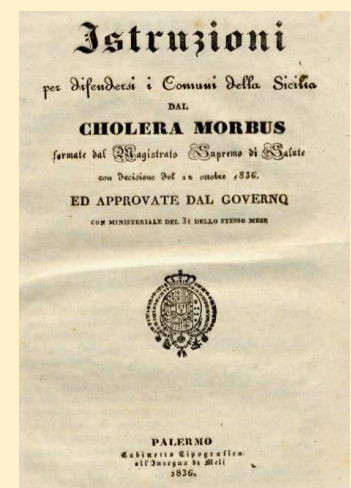 Istruzioni
per difendersi i Comuni della Sicilia
DAL
CHOLERA MORBUS
formate dal Magistrato Supremo di Salute
con decisione del 12 ottobre 1836.
ED APPROVATE DAL GOVERNO
CON MINISTERIALE DEL 31 DELLO STESSO MESE
PALERMO
Gabinetto Tipografico
all'Insegna di Meli
1836.